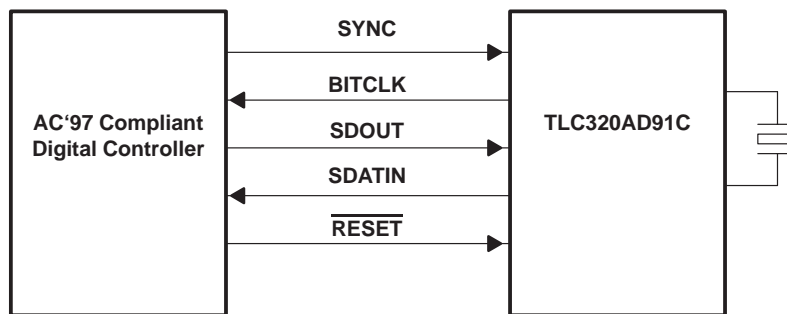 SYNC
BITCLK
AC‘97 Compliant
Digital Controller
TLC320AD91C
SDOUT
SDATIN
RESET